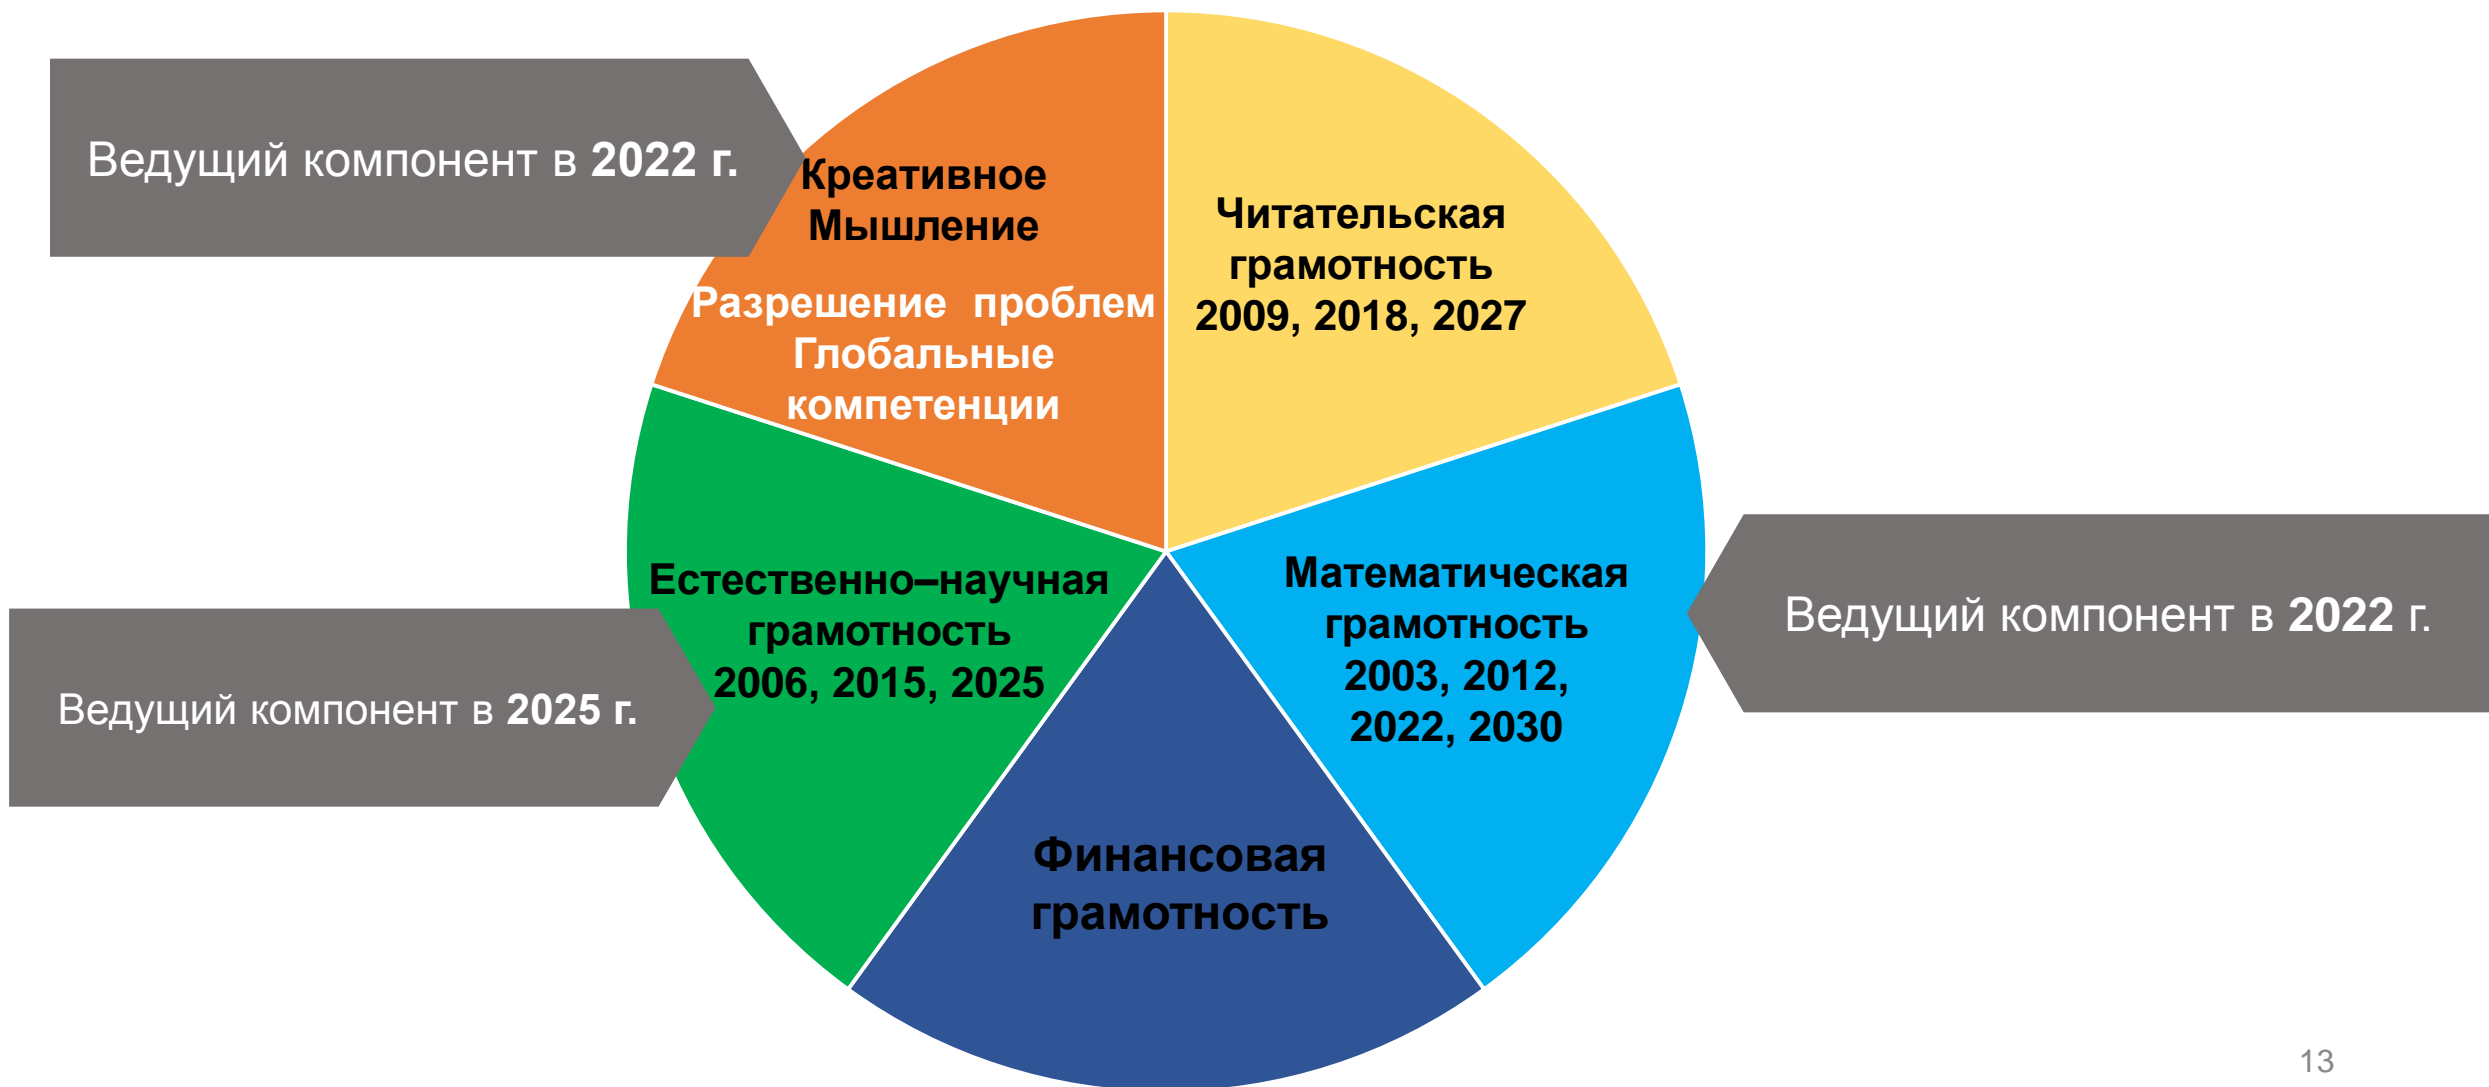 Ведущий компонент в 2022 г.
Креативное
Мышление
Разрешение проблем
Глобальные
компетенции
Читательская
грамотность
2009, 2018, 2027
Естественно–научная
грамотность
2006, 2015, 2025
Ведущий компонент в 2025 г.
Математическая
грамотность
2003, 2012,
2022, 2030
Ведущий компонент в 2022 г.
Финансовая
грамотность
13